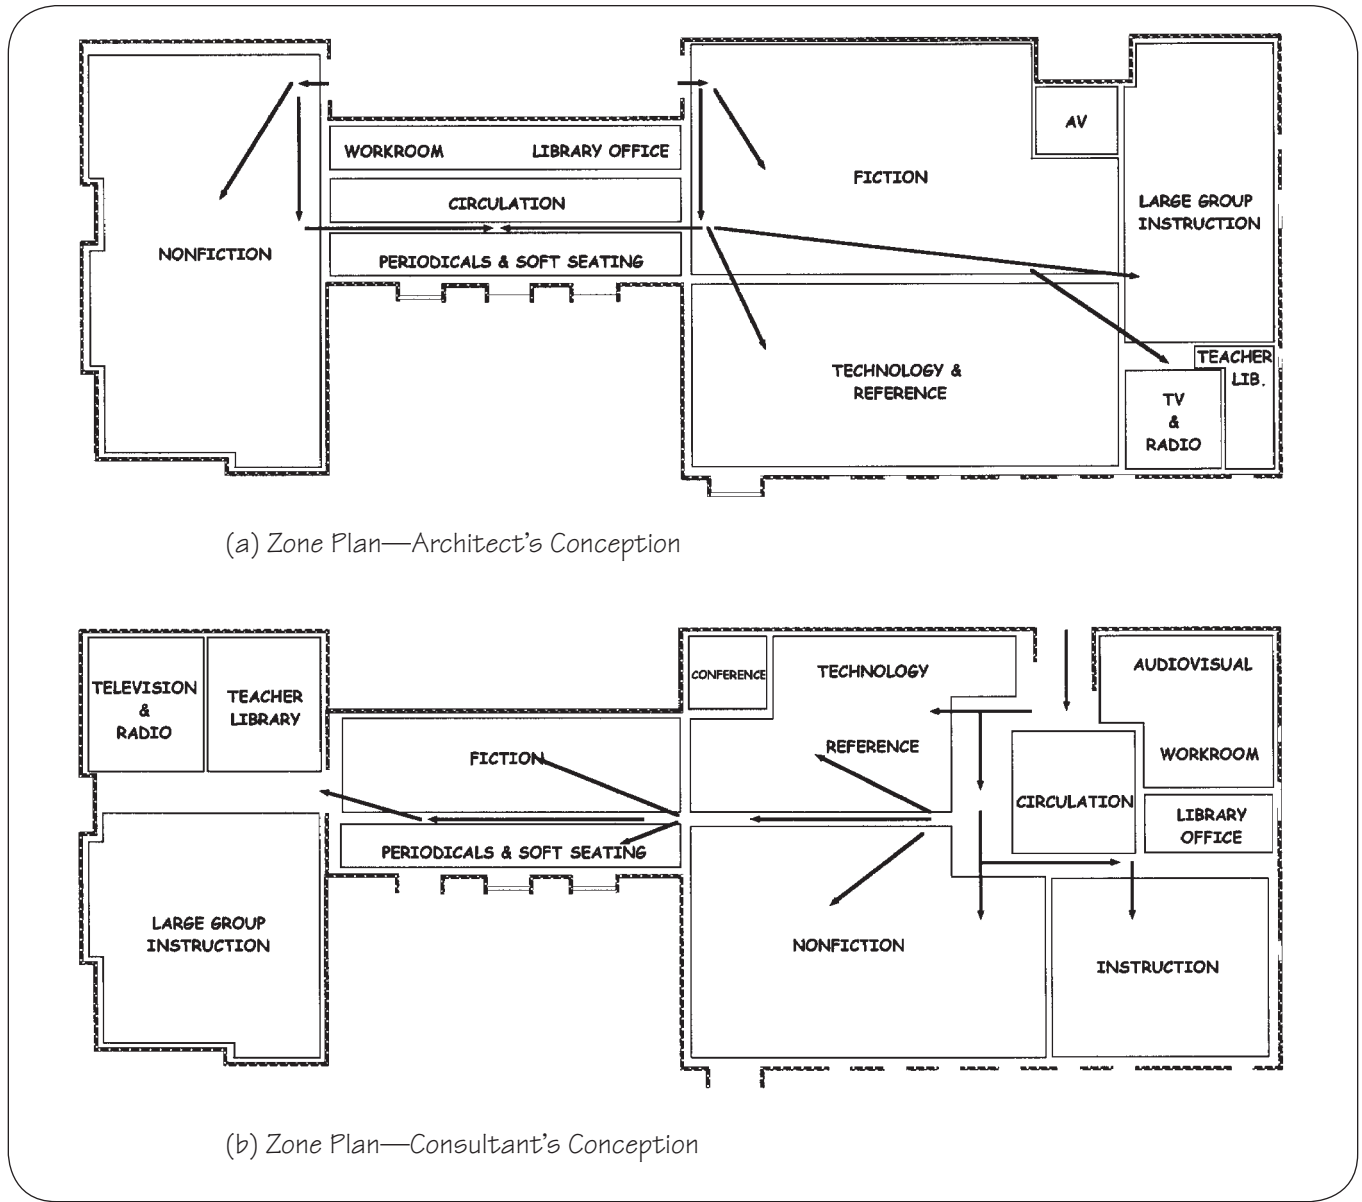 WORKROOM
LIBRARY OFFICE
CIRCULATION
PERIODICALS & SOFT SEATING
NONFICTION
FICTION
AV
LARGE GROUP
INSTRUCTION
TECHNOLOGY &
REFERENCE
TEACHER
LIB.
TV
&
RADIO
(a) Zone Plan—Architect's Conception
TELEVISION
&
RADIO
TEACHER
LIBRARY
FICTION
PERIODICALS & SOFT SEATING
LARGE GROUP
INSTRUCTION
CONFERENCE
TECHNOLOGY
REFERENCE
NONFICTION
CIRCULATION
AUDIOVISUAL
WORKROOM
LIBRARY
OFFICE
INSTRUCTION
(b) Zone Plan—Consultant's Conception